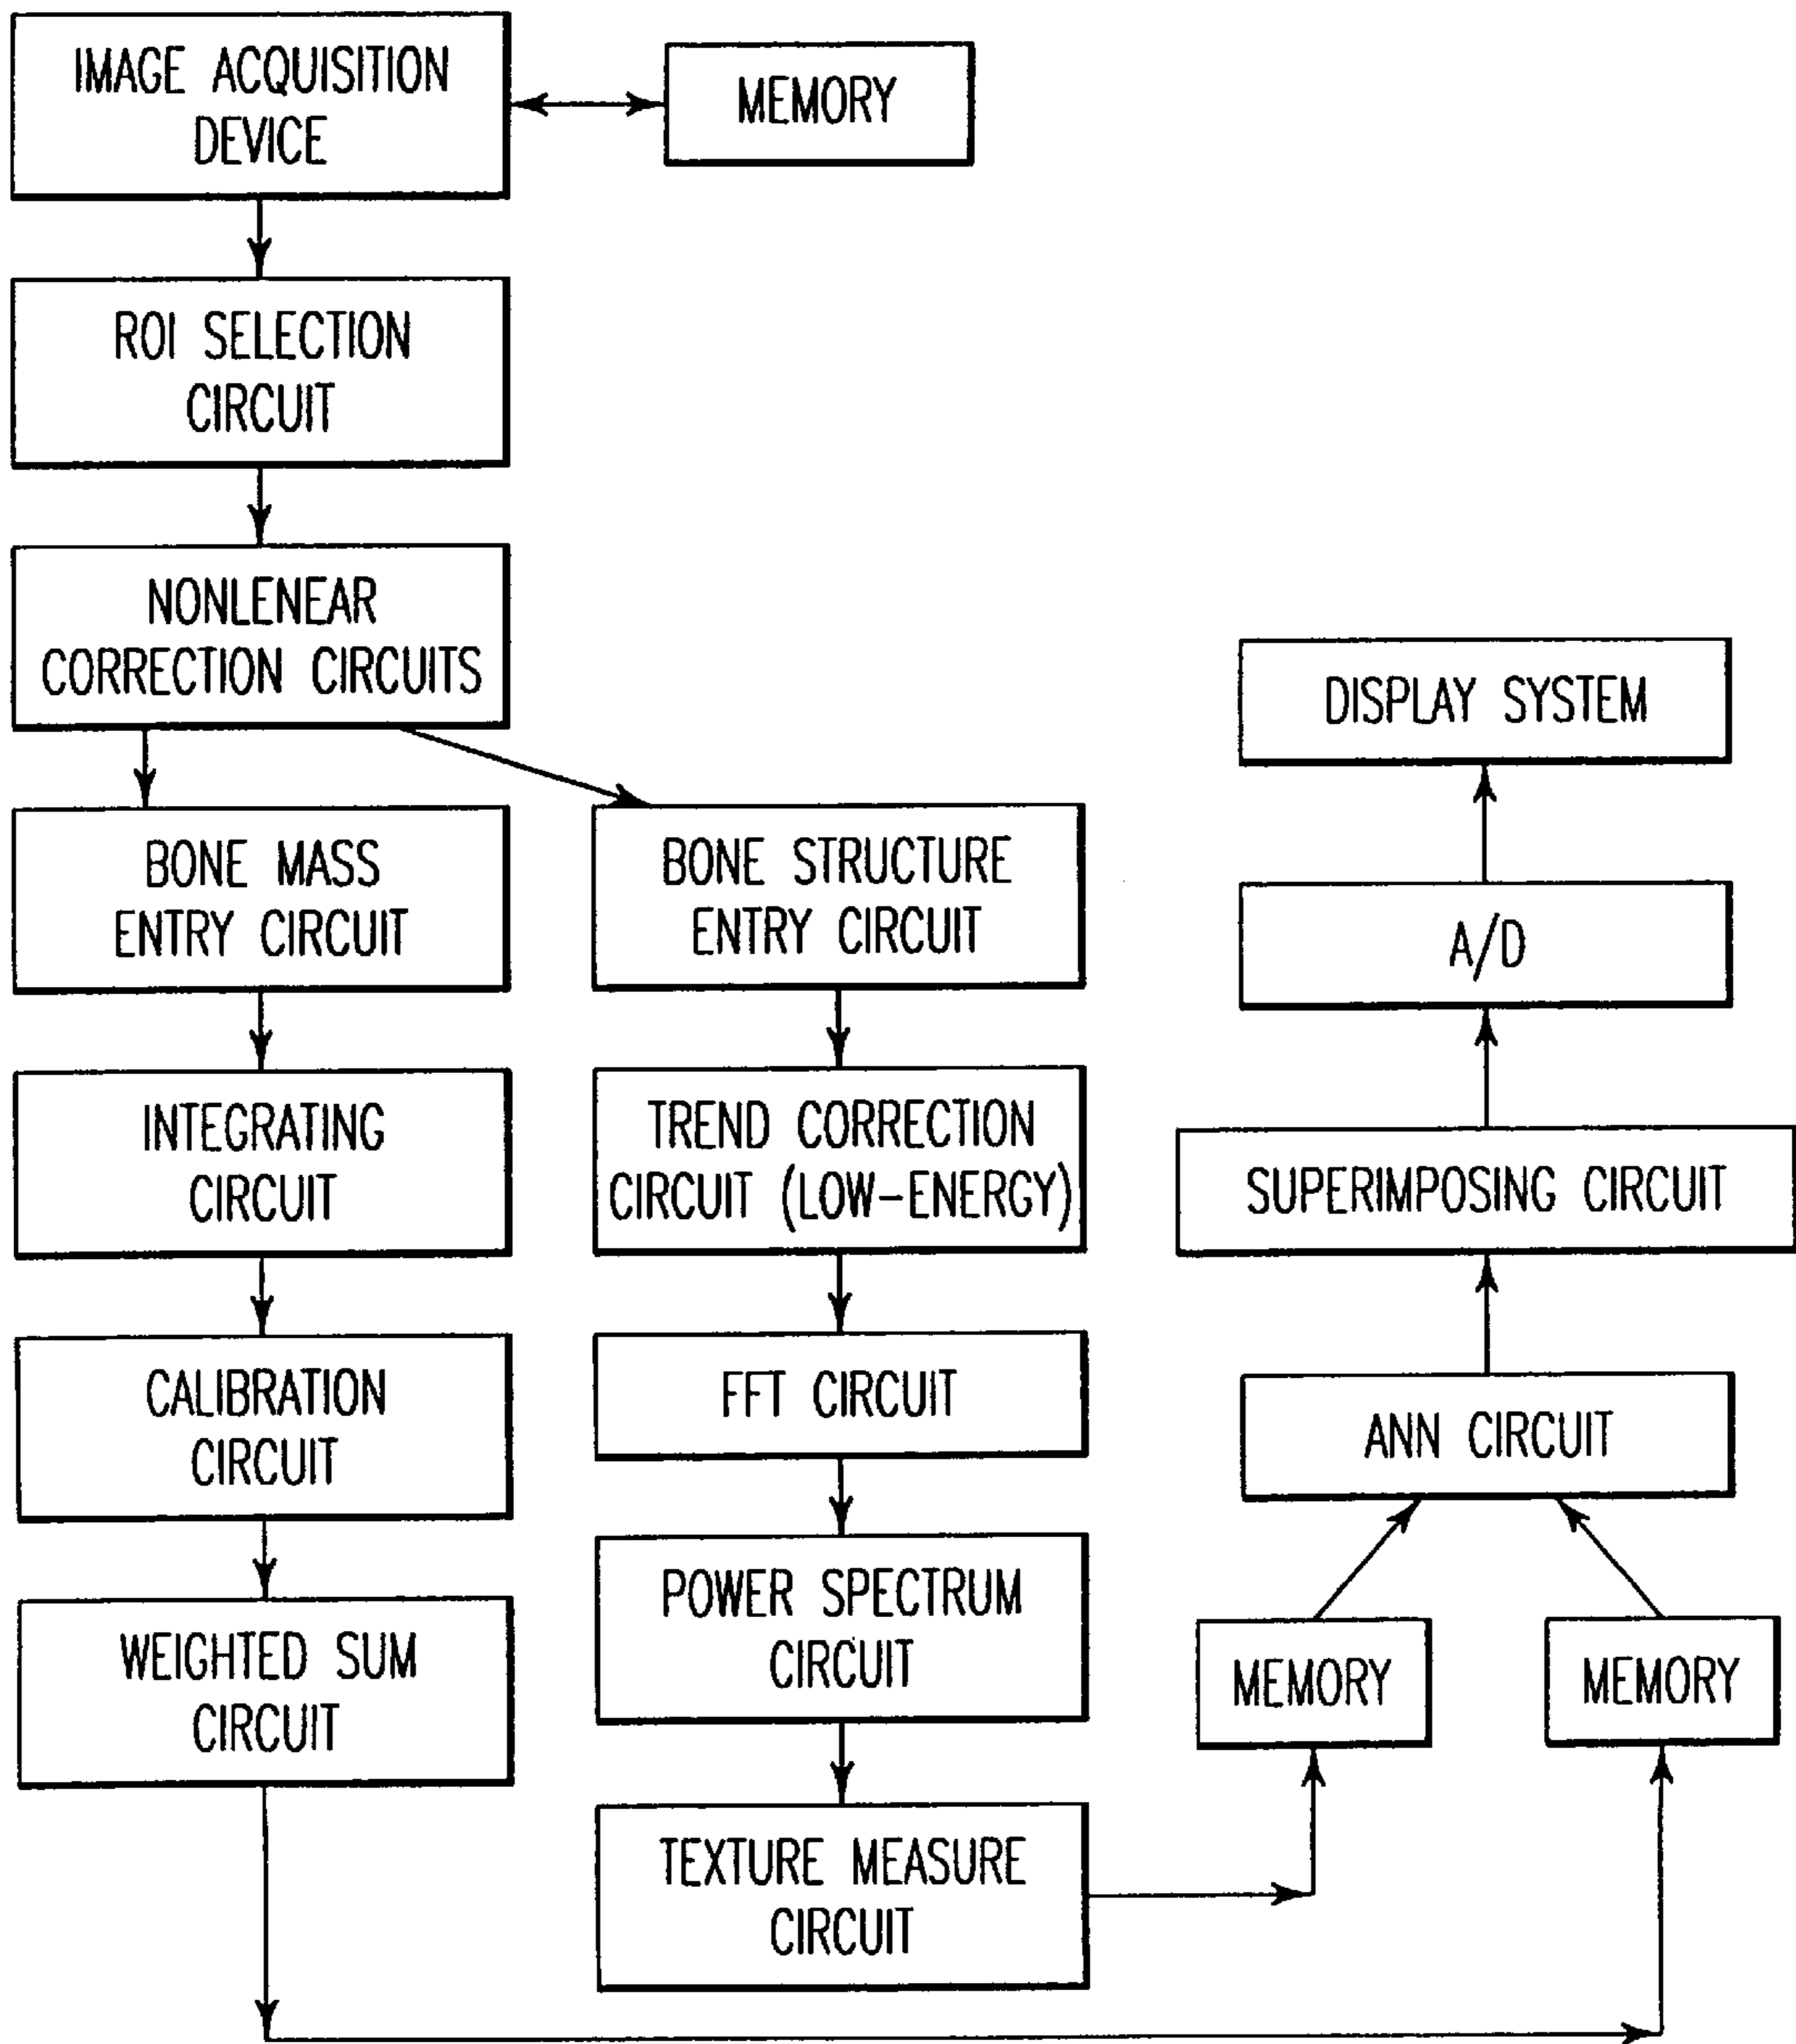 IMAGE ACQUISITION
DEVICE
MEMORY
ROI SELECTION
CIRCUIT
NONLENEAR
CORRECTION CIRCUITS
BONE MASS
ENTRY CIRCUIT
INTEGRATING
CIRCUIT
CALIBRATION
CIRCUIT
WEIGHTED SUM
CIRCUIT
BONE STRUCTURE
ENTRY CIRCUIT
TREND CORRECTION
CIRCUIT (LOW-ENERGY)
FFT CIRCUIT
POWER SPECTRUM
CIRCUIT
TEXTURE MEASURE
CIRCUIT
DISPLAY SYSTEM
A/D
SUPERIMPOSING CIRCUIT
ANN CIRCUIT
MEMORY
MEMORY